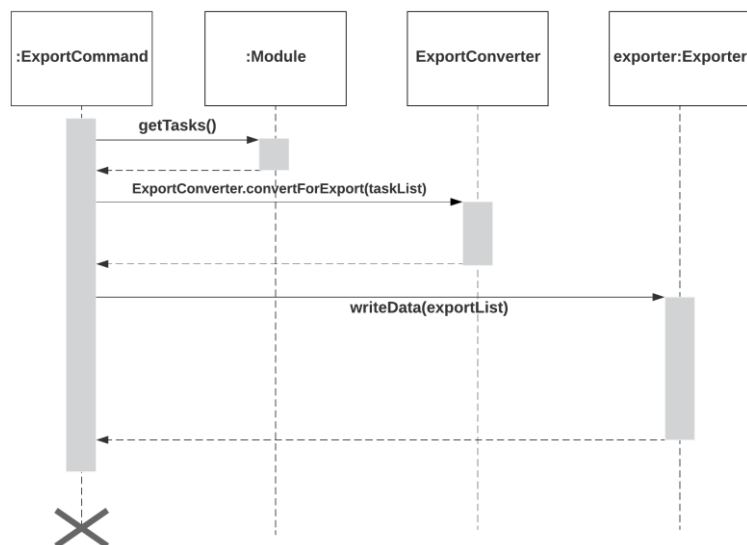 :ExportCommand
:Module
ExportConverter
exporter:Exporter
getTasks()
ExportConverter.convertForExport(taskList)
writeData(exportList)